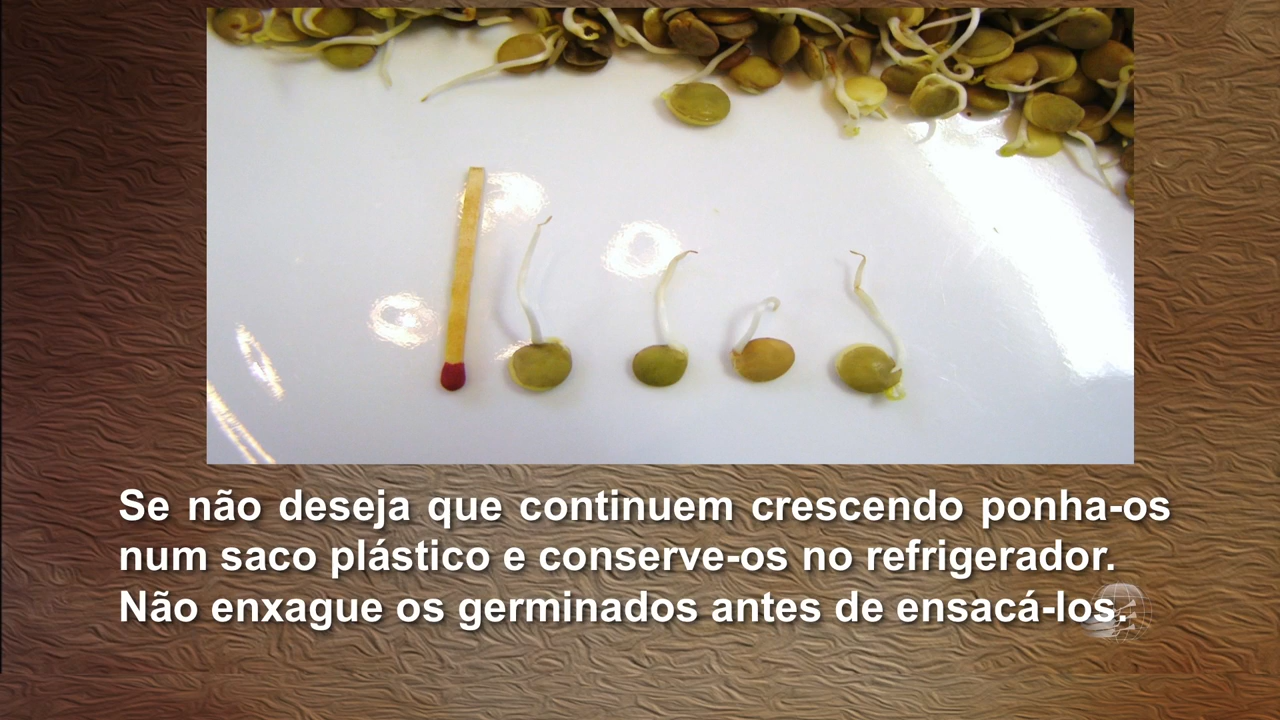 Se não deseja que continuem crescendo ponha-os
num saco plástico e conserve-os no refrigerador.
Não enxague os germinados antes de ensacá-los.